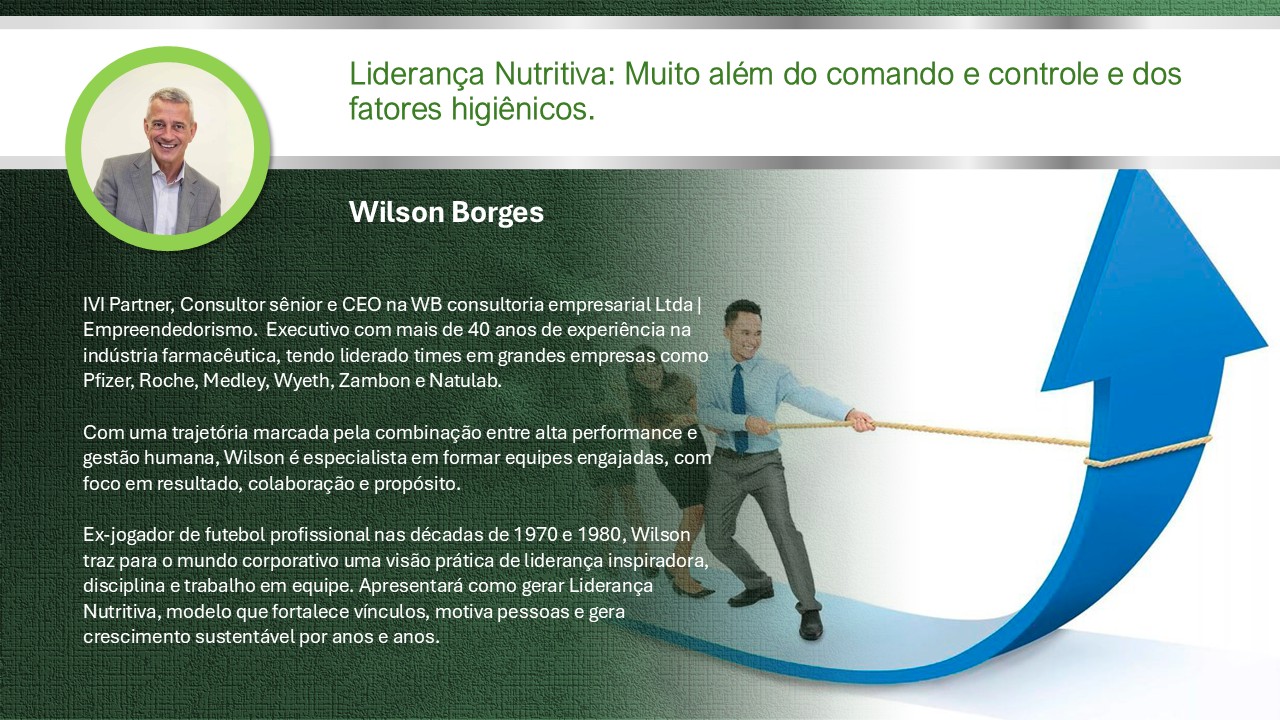 Liderança Nutritiva: Muito além do comando e controle e dos
fatores higiênicos.
Wilson Borges
IVI Partner, Consultor sênior e CEO na WB consultoria empresarial Ltda |
Empreendedorismo.  Executivo com mais de 40 anos de experiência na
indústria farmacêutica, tendo liderado times em grandes empresas como
Pfizer, Roche, Medley, Wyeth, Zambon e Natulab.
Com uma trajetória marcada pela combinação entre alta performance e
gestão humana, Wilson é especialista em formar equipes engajadas, com
foco em resultado, colaboração e propósito.
Ex-jogador de futebol profissional nas décadas de 1970 e 1980, Wilson
traz para o mundo corporativo uma visão prática de liderança inspiradora,
disciplina e trabalho em equipe. Apresentará como gerar Liderança
Nutritiva, modelo que fortalece vínculos, motiva pessoas e gera
crescimento sustentável por anos e anos.